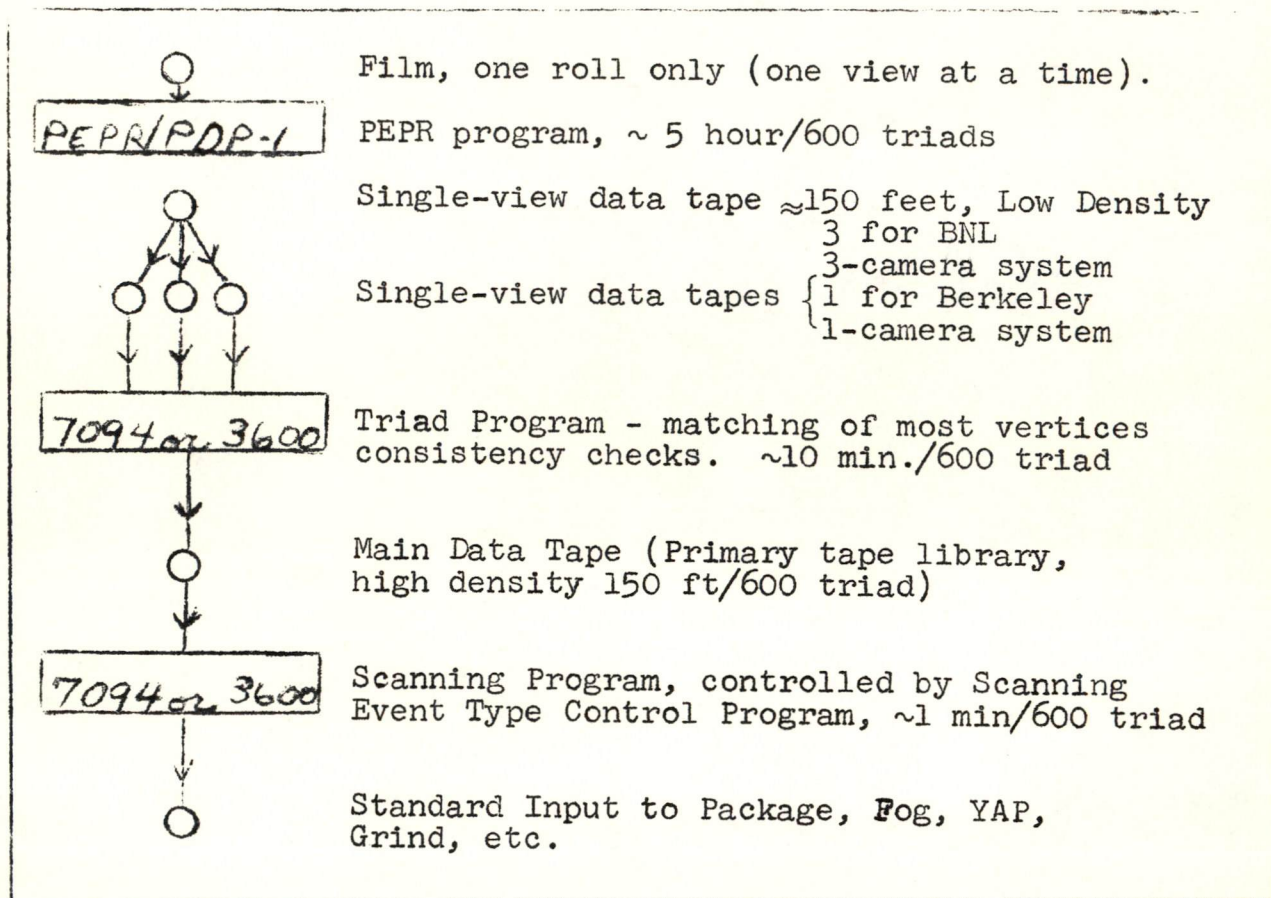 Film, one roll only (one view at a time).
PEPR/PDP-1
PEPR program, ~ 5 hour/600 triads
Single-view data tape ≈150 feet, Low Density
3 for BNL
3-camera system
Single-view data tapes {1 for Berkeley
1-camera system
7094 or 3600
Triad Program - matching of most vertices
consistency checks. ~10 min./600 triad
Main Data Tape (Primary tape library,
high density 150 ft/600 triad)
7094 or 3600
Scanning Program, controlled by Scanning
Event Type Control Program, ~1 min/600 triad
Standard Input to Package, Fog, YAP,
Grind, etc.